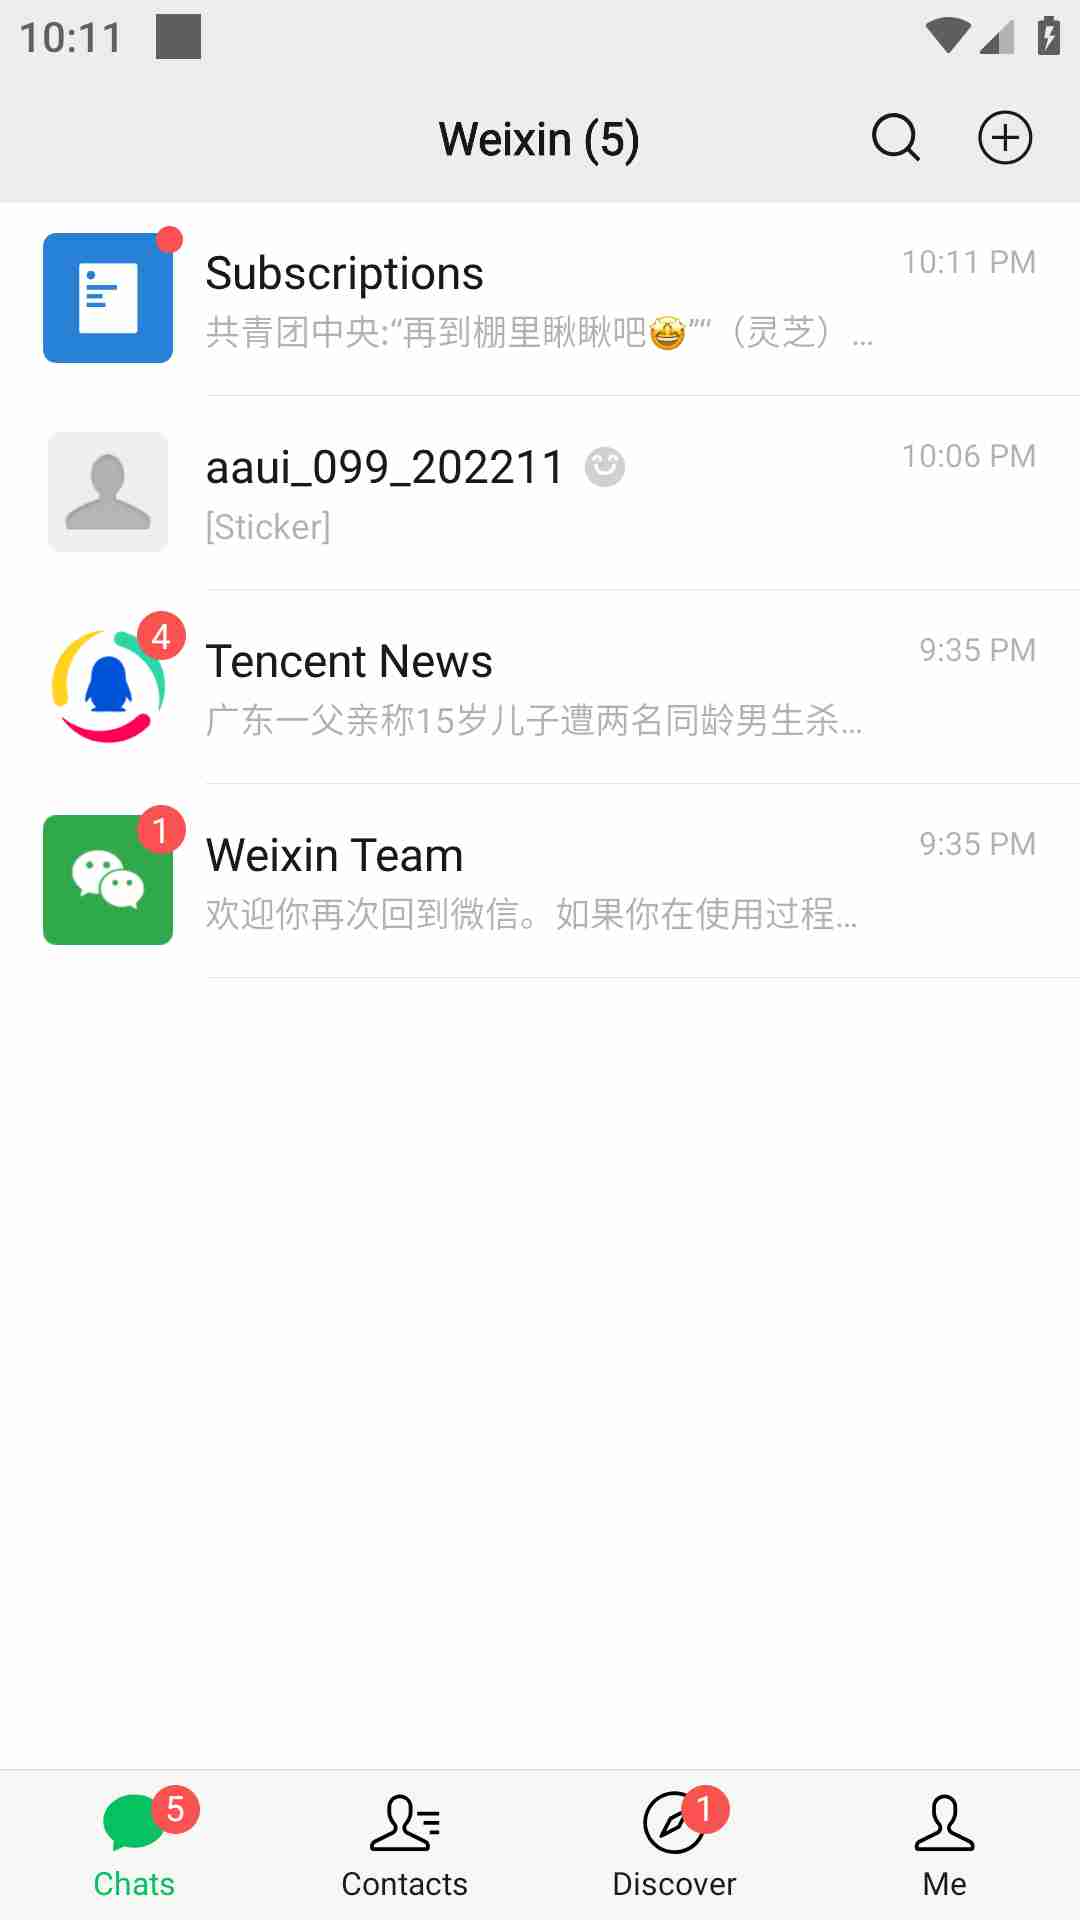 10:11
Weixin (5)
Subscriptions
10:11 PM
共青团中央:“再到棚里瞅瞅吧🤩”“（灵芝）...
aaui_099_202211
10:06 PM
[Sticker]
4
Tencent News
9:35 PM
广东一父亲称15岁儿子遭两名同龄男生杀...
1
Weixin Team
9:35 PM
欢迎你再次回到微信。如果你在使用过程...
5
1
Chats
Contacts
Discover
Me